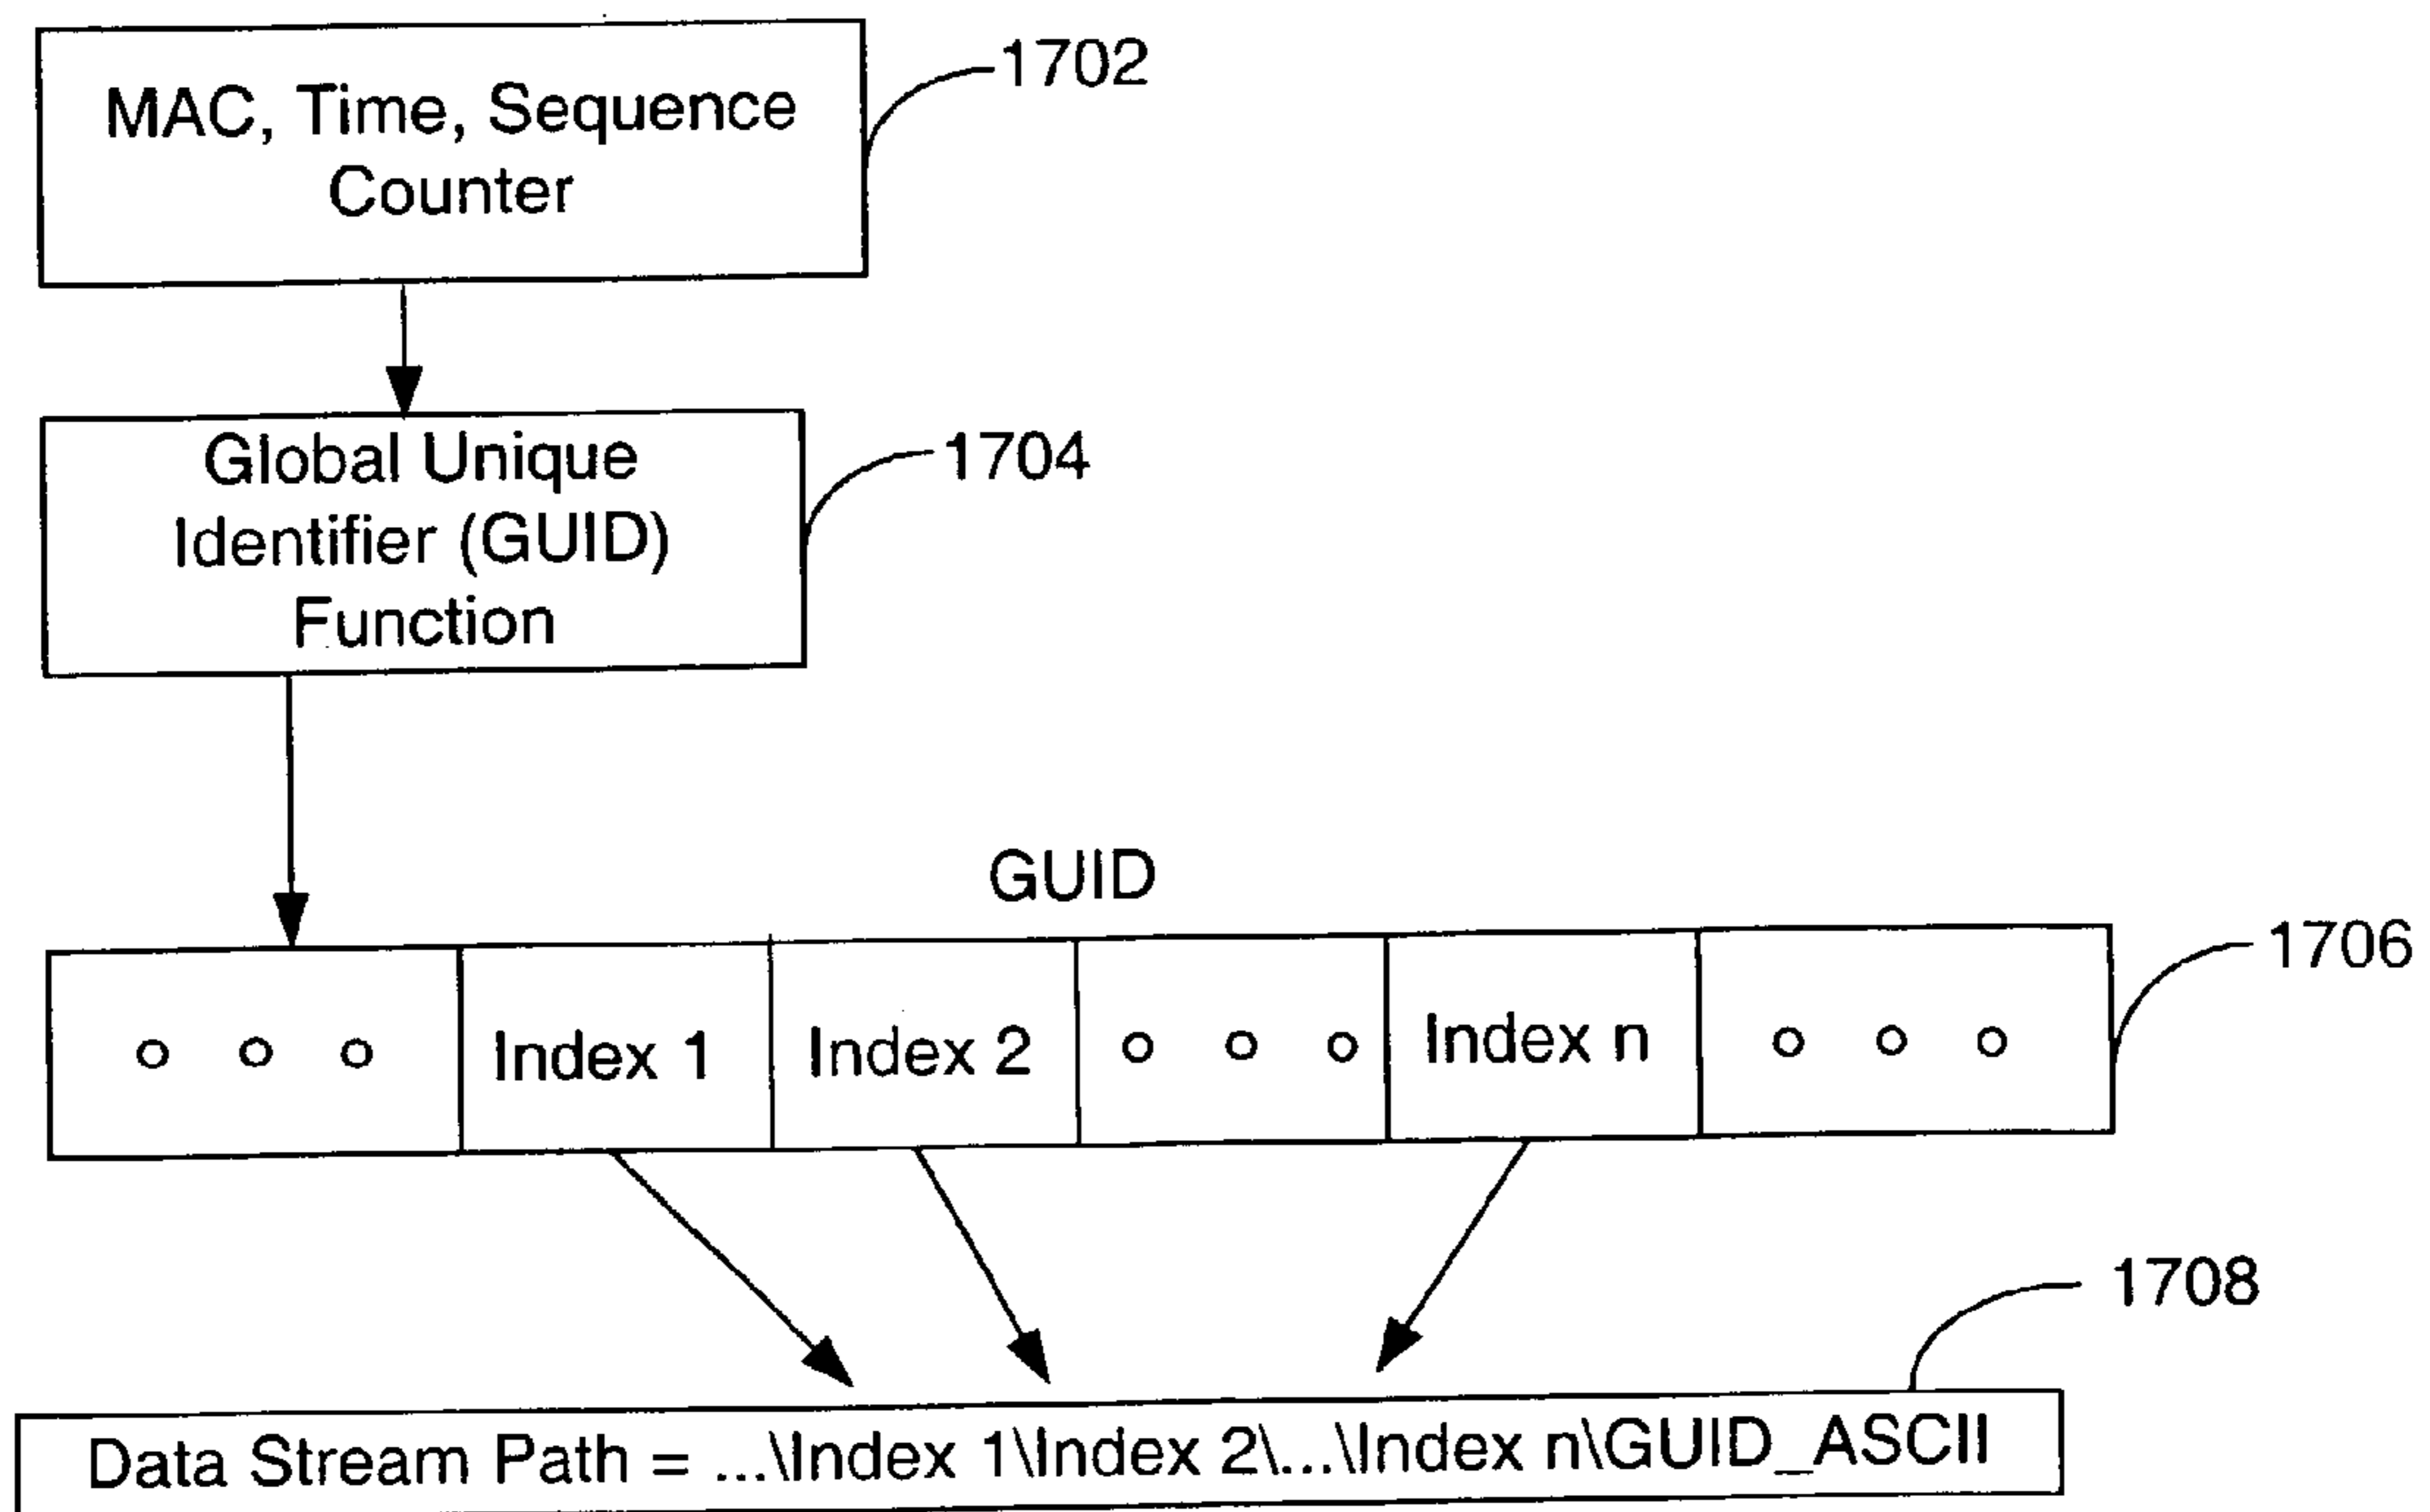 MAC, Time, Sequence
Counter
1702
Global Unique
Identifier (GUID)
Function
1704
GUID
1706
Index 1
Index 2
Index n
1708
Data Stream Path = ...\Index 1\Index 2\...\Index n\GUID_ASCII